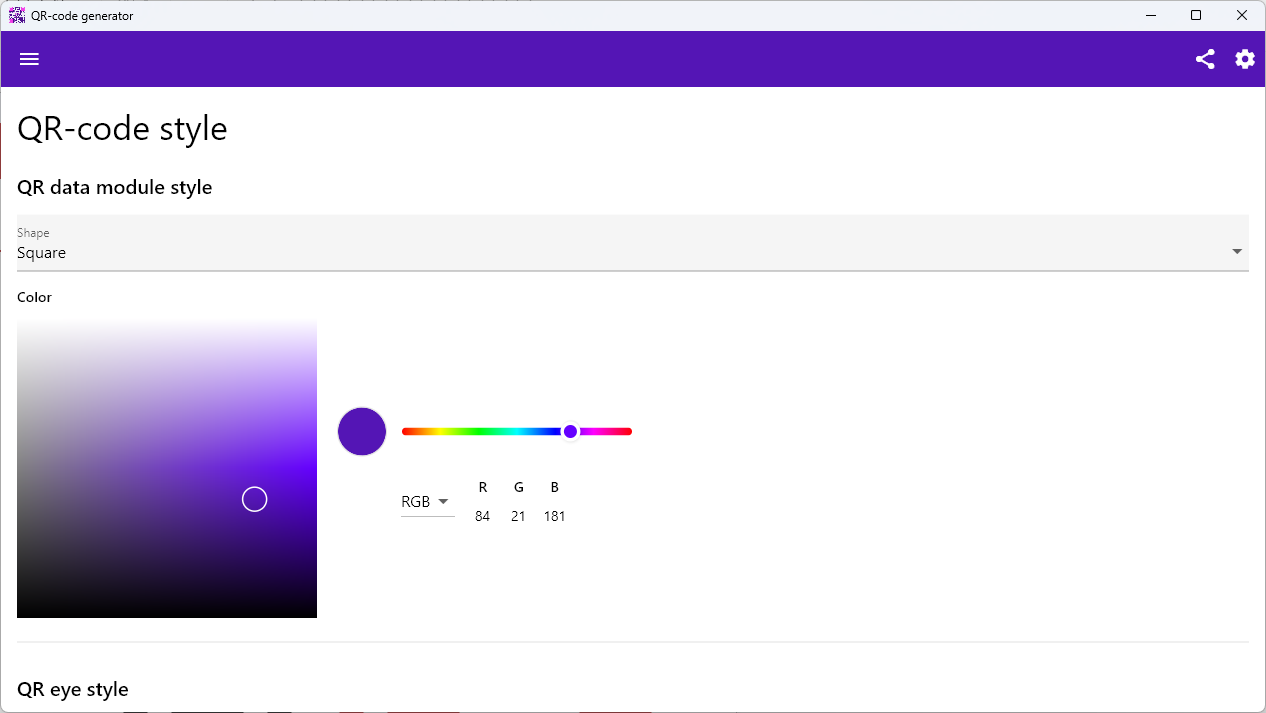 QR-code generator
QR-code style
QR data module style
Shape
Square
Color
RGB
R G B
84 21 181
QR eye style